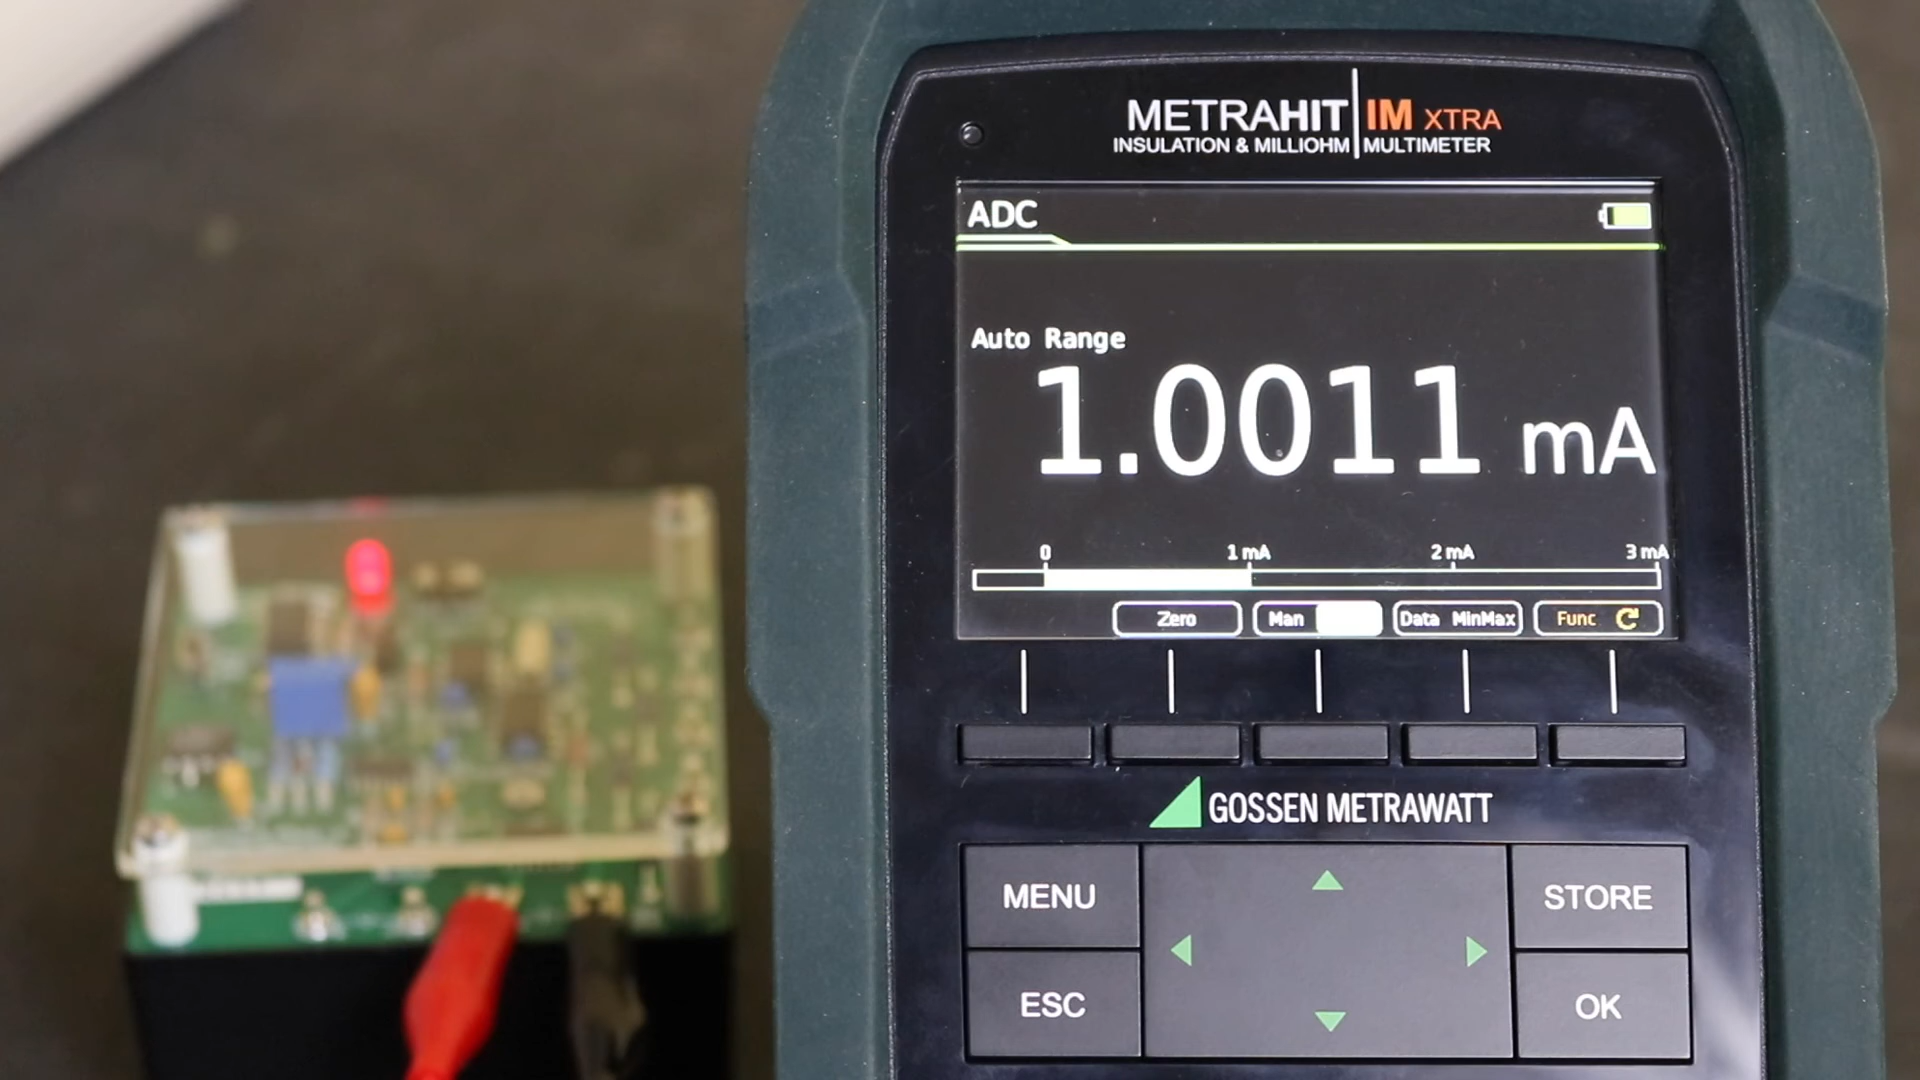 METRAHIT IM XTRA
INSULATION & MILLIOHM MULTIMETER
ADC
Auto Range
1.0011 mA
0 1 mA 2 mA 3 mA
Zero Man Data MinMax Func
GOSSEN METRAWATT
MENU STORE
ESC OK